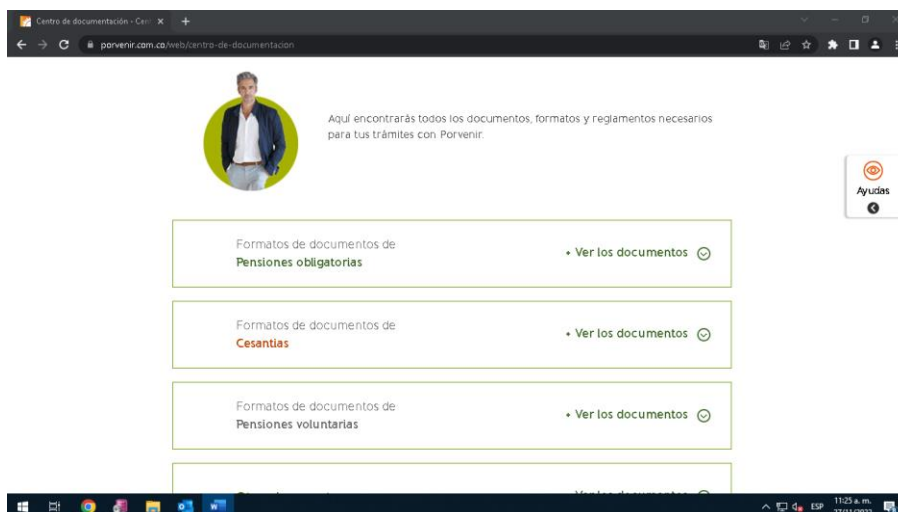 Centro de documentación - Cen
porvenir.com.co/web/centro-de-documentacion
Aquí encontrarás todos los documentos, formatos y reglamentos necesarios
para tus trámites con Porvenir.
Ayudas
Formatos de documentos de
Pensiones obligatorias
+ Ver los documentos
Formatos de documentos de
Cesantías
+ Ver los documentos
Formatos de documentos de
Pensiones voluntarias
+ Ver los documentos
ESP
11:25 a. m.